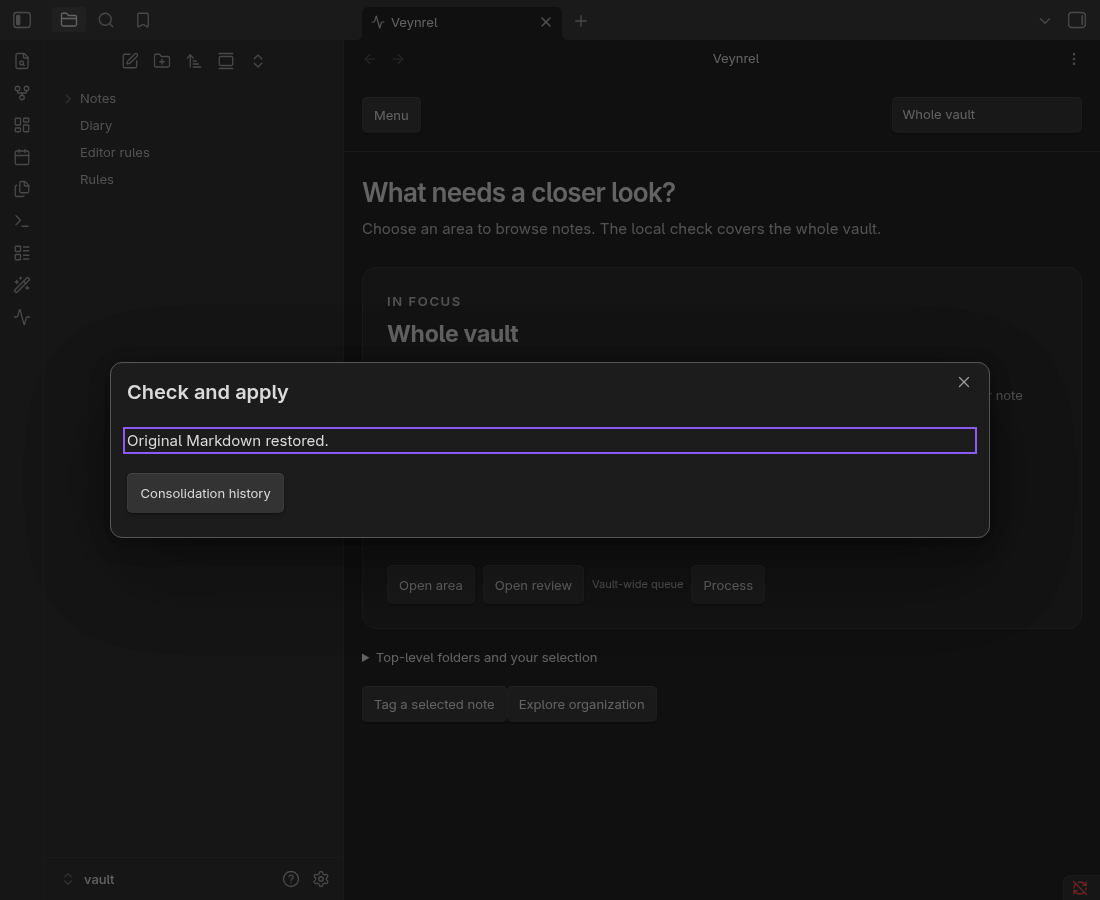 Veynrel
Veynrel
Notes
Diary
Editor rules
Rules
Menu
Whole vault
What needs a closer look?
Choose an area to browse notes. The local check covers the whole vault.
IN FOCUS
Whole vault
note
Check and apply
Original Markdown restored.
Consolidation history
Open area
Open review
Vault-wide queue
Process
Top-level folders and your selection
Tag a selected note
Explore organization
vault